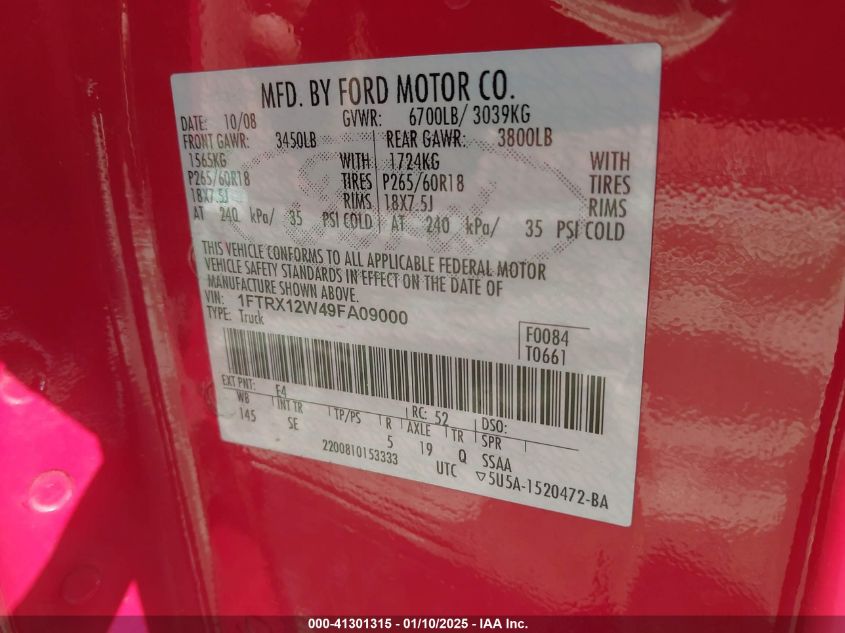 MFD. BY FORD MOTOR CO.
DATE: 10/08 GVWR: 6700LB/ 3039KG
FRONT GAWR: 3450LB REAR GAWR: 3800LB
1565KG WITH 1724KG WITH
P265/60R18 TIRES P265/60R18 TIRES
18X7.5J RIMS 18X7.5J RIMS
AT 240 kPa/ 35 PSI COLD AT 240 kPa/ 35 PSI COLD
THIS VEHICLE CONFORMS TO ALL APPLICABLE FEDERAL MOTOR
VEHICLE SAFETY STANDARDS IN EFFECT ON THE DATE OF
MANUFACTURE SHOWN ABOVE.
VIN: 1FTRX12W49FA09000
TYPE: Truck
F0084
T0661
EXT PNT: E4 RC: 52 DSO:
WB INT TR TP/PS R AXLE TR SPR
145 SE 5 19 Q SSAA
2200810153333 UTC ▽5U5A-1520472-BA
000-41301315 - 01/10/2025 - IAA Inc.